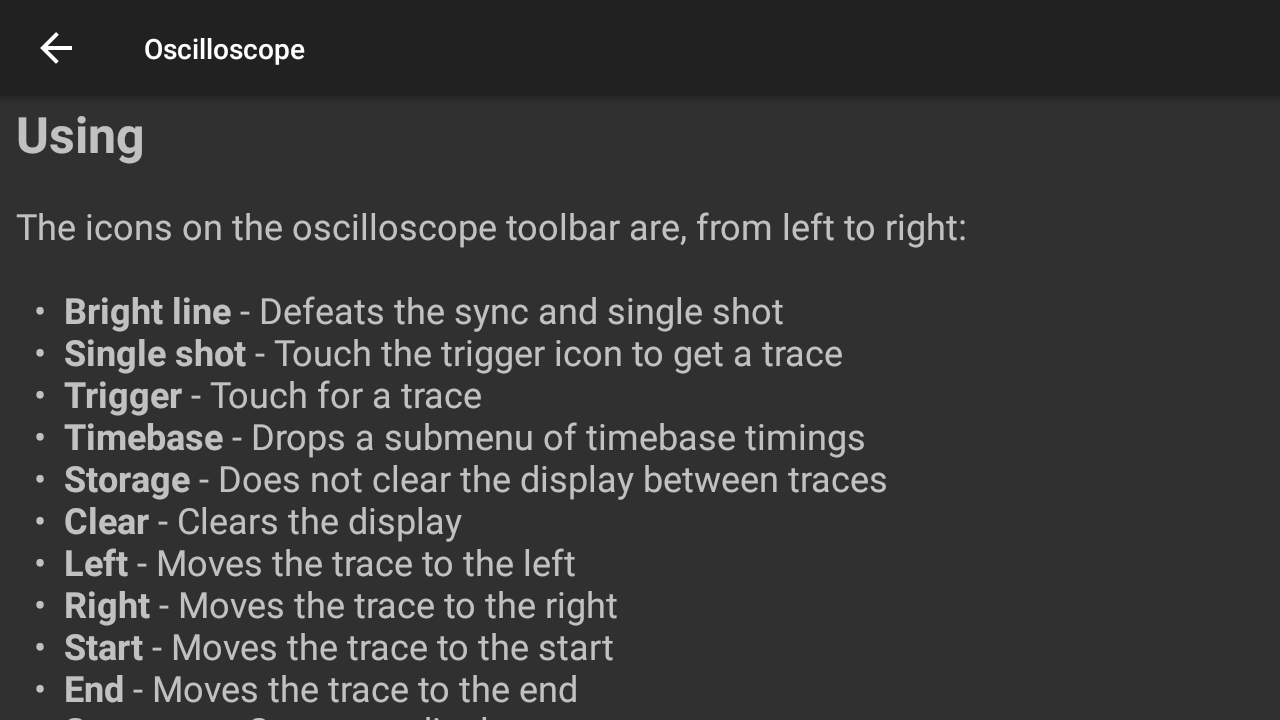 Oscilloscope
Using
The icons on the oscilloscope toolbar are, from left to right:
• Bright line - Defeats the sync and single shot
• Single shot - Touch the trigger icon to get a trace
• Trigger - Touch for a trace
• Timebase - Drops a submenu of timebase timings
• Storage - Does not clear the display between traces
• Clear - Clears the display
• Left - Moves the trace to the left
• Right - Moves the trace to the right
• Start - Moves the trace to the start
• End - Moves the trace to the end